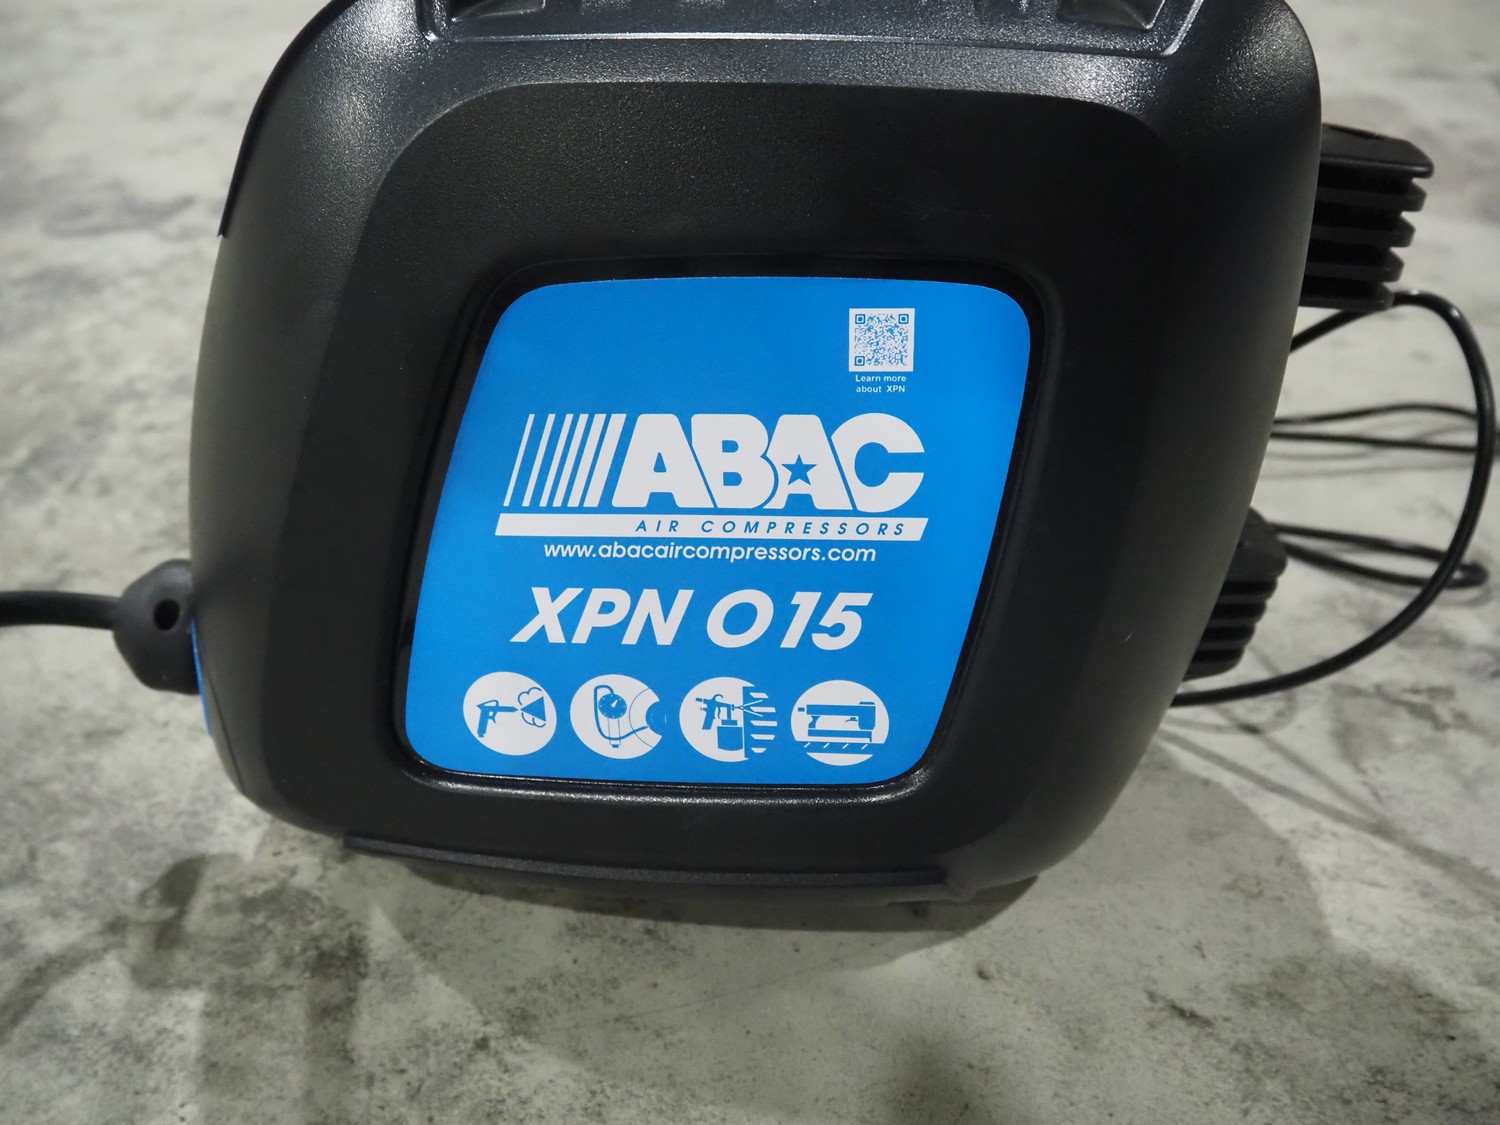 Learn more
about XPN
ABAC
AIR COMPRESSORS
www.abacaircompressors.com
XPN O15